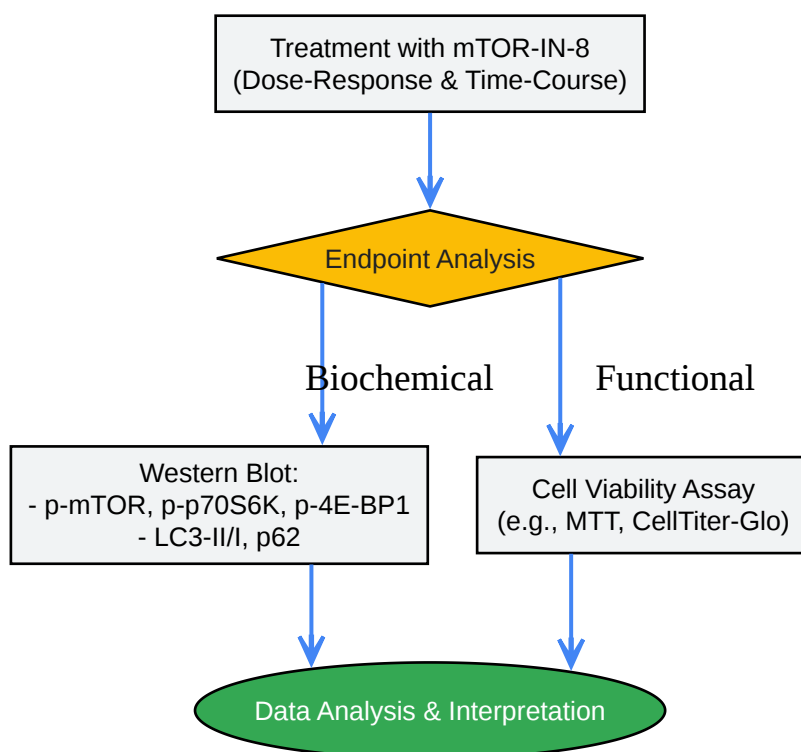 Treatment with mTOR-IN-8
(Dose-Response & Time-Course)
Endpoint Analysis
Biochemical
Functional
Western Blot:
- p-mTOR, p-p70S6K, p-4E-BP1
- LC3-II/I, p62
Cell Viability Assay
(e.g., MTT, CellTiter-Glo)
Data Analysis & Interpretation